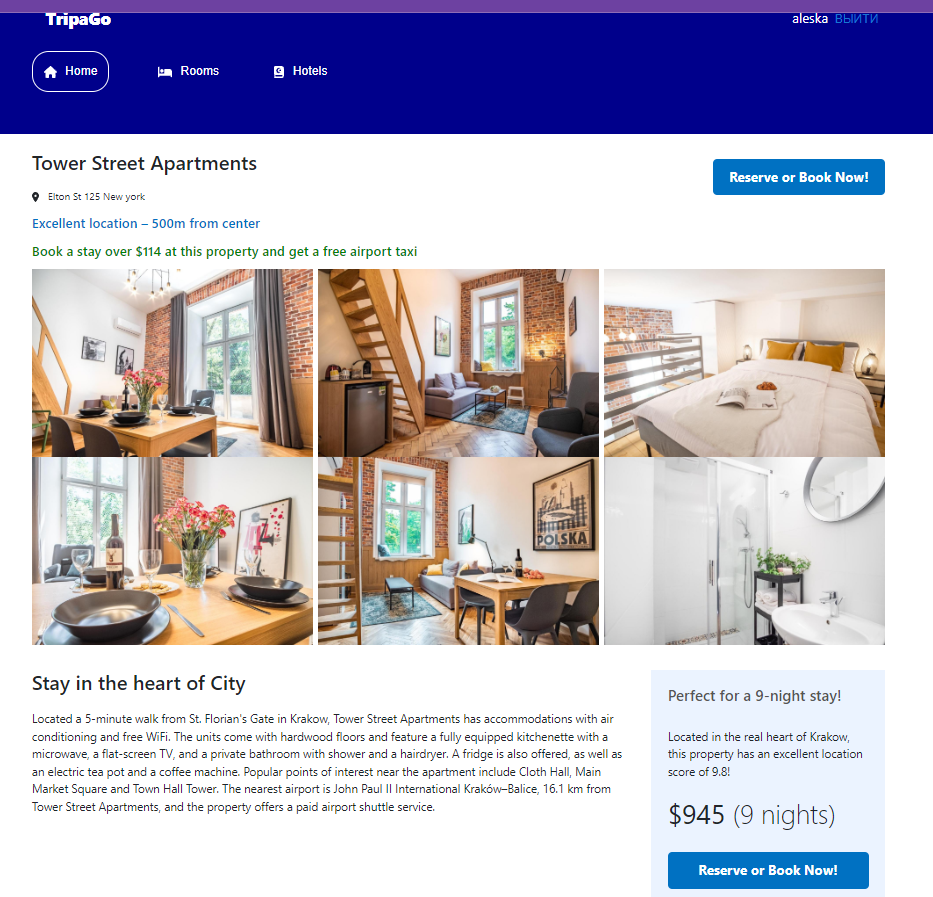 TripaGo
aleska ВЫЙТИ
Home Rooms Hotels
Tower Street Apartments
Reserve or Book Now!
Elton St 125 New york
Excellent location – 500m from center
Book a stay over $114 at this property and get a free airport taxi
POLSKA
Stay in the heart of City
Located a 5-minute walk from St. Florian's Gate in Krakow, Tower Street Apartments has accommodations with air
conditioning and free WiFi. The units come with hardwood floors and feature a fully equipped kitchenette with a
microwave, a flat-screen TV, and a private bathroom with shower and a hairdryer. A fridge is also offered, as well as
an electric tea pot and a coffee machine. Popular points of interest near the apartment include Cloth Hall, Main
Market Square and Town Hall Tower. The nearest airport is John Paul II International Kraków–Balice, 16.1 km from
Tower Street Apartments, and the property offers a paid airport shuttle service.
Perfect for a 9-night stay!
Located in the real heart of Krakow,
this property has an excellent location
score of 9.8!
$945 (9 nights)
Reserve or Book Now!